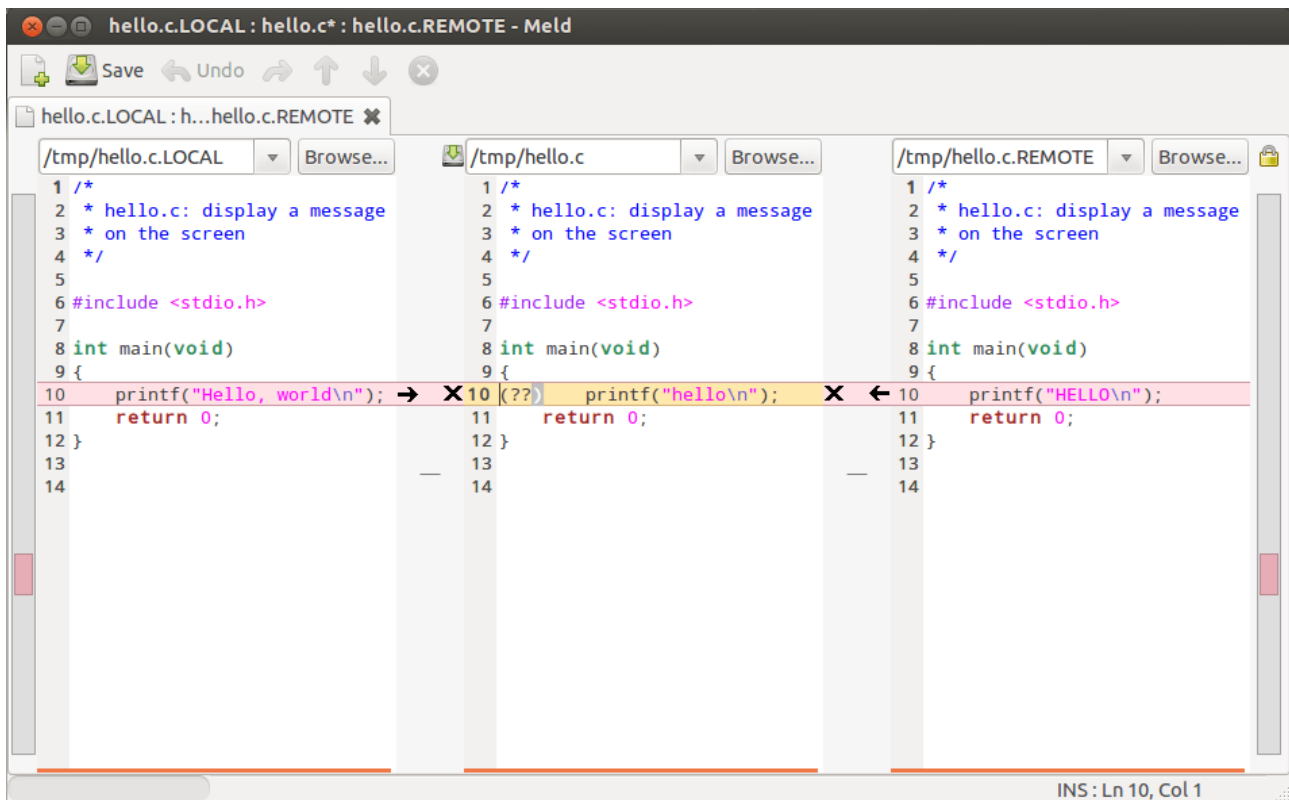 hello.c.LOCAL : hello.c* : hello.c.REMOTE - Meld
Save Undo
hello.c.LOCAL : h...hello.c.REMOTE
/tmp/hello.c.LOCAL Browse...
1 /*
2  * hello.c: display a message
3  * on the screen
4  */
5
6 #include <stdio.h>
7
8 int main(void)
9 {
10    printf("Hello, world\n");
11    return 0;
12 }
13
14
/tmp/hello.c Browse...
1 /*
2  * hello.c: display a message
3  * on the screen
4  */
5
6 #include <stdio.h>
7
8 int main(void)
9 {
10 (??)    printf("hello\n");
11    return 0;
12 }
13
14
/tmp/hello.c.REMOTE Browse...
1 /*
2  * hello.c: display a message
3  * on the screen
4  */
5
6 #include <stdio.h>
7
8 int main(void)
9 {
10    printf("HELLO\n");
11    return 0;
12 }
13
14
INS : Ln 10, Col 1